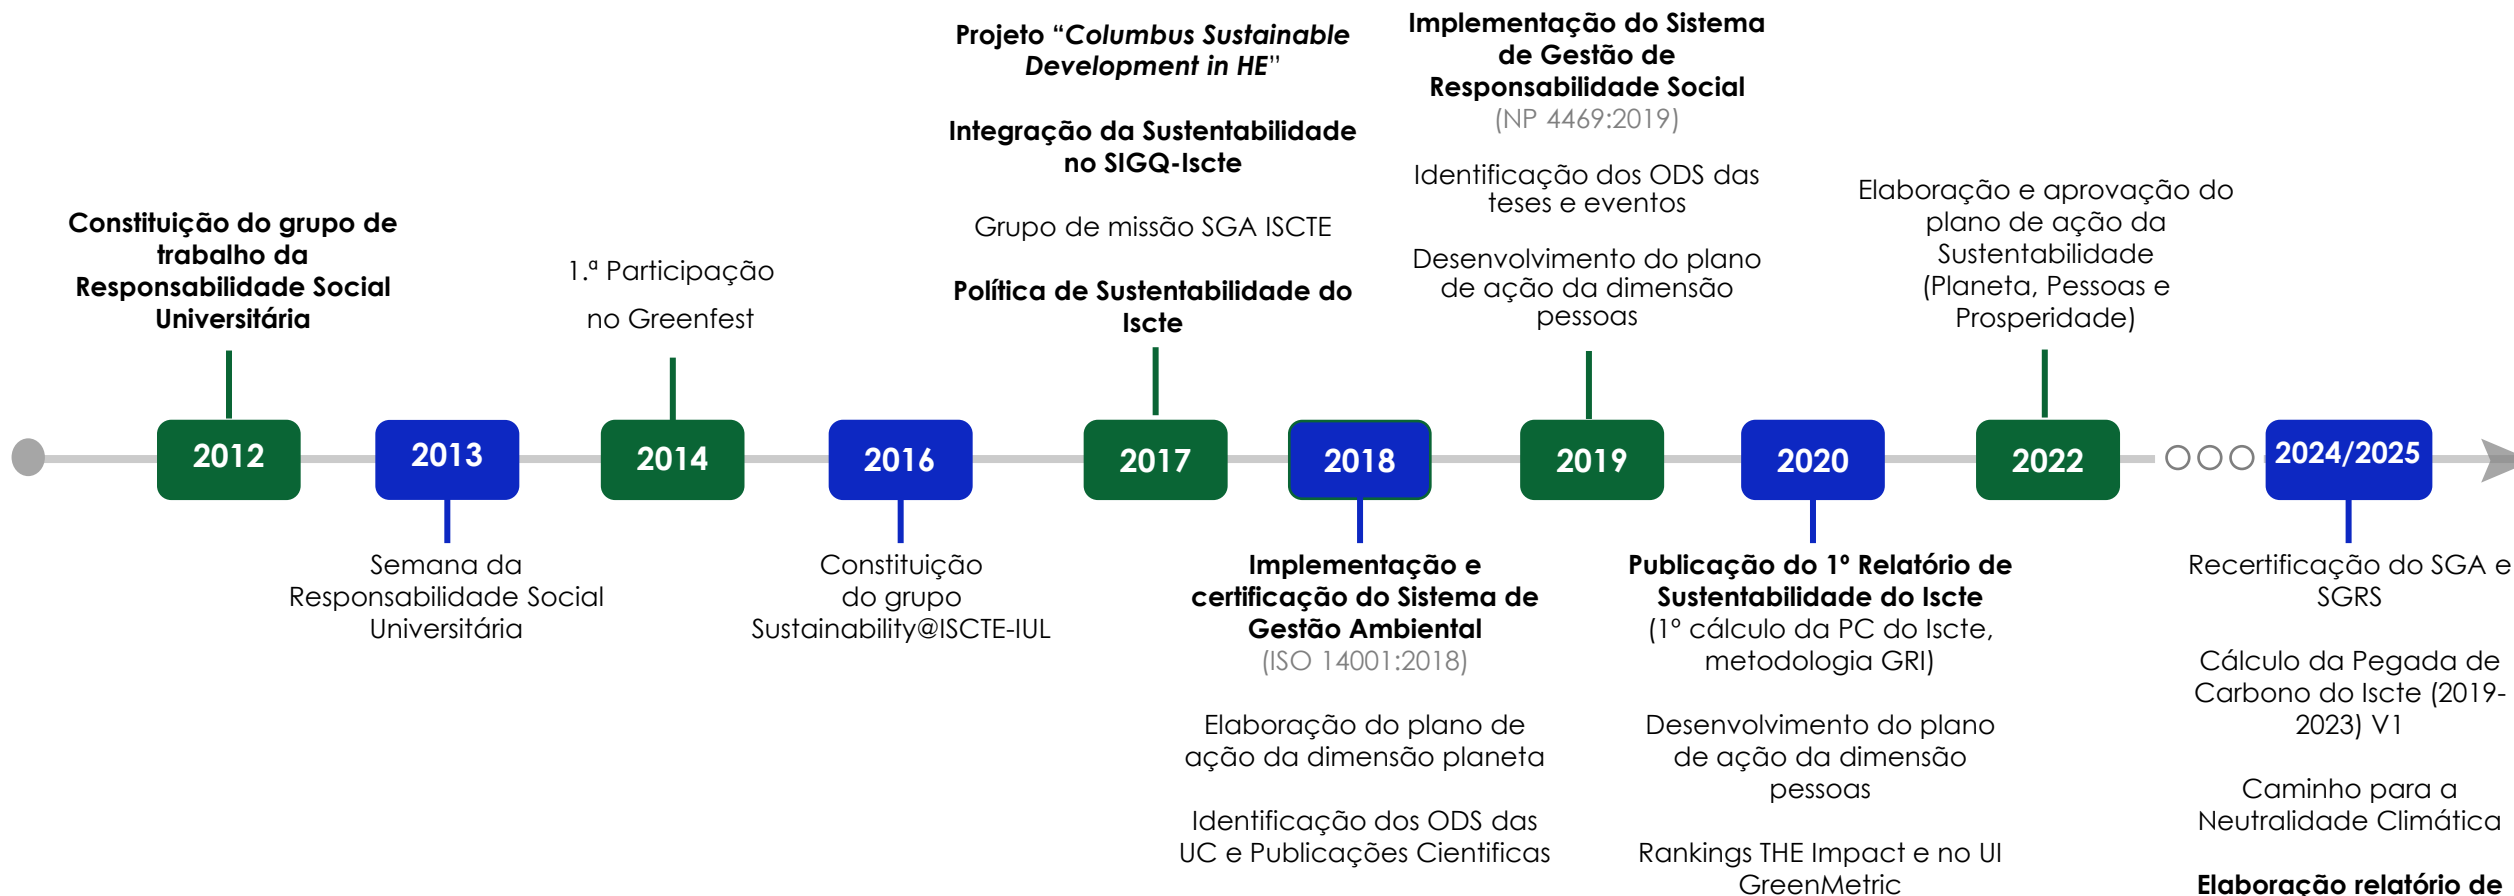 Constituição do grupo de
trabalho da
Responsabilidade Social
Universitária
2012
2013
Semana da
Responsabilidade Social
Universitária
1.ª Participação
no Greenfest
2014
2016
Constituição
do grupo
Sustainability@ISCTE-IUL
Projeto “Columbus Sustainable
Development in HE”
Integração da Sustentabilidade
no SIGQ-Iscte
Grupo de missão SGA ISCTE
Política de Sustentabilidade do
Iscte
2017
2018
Implementação e
certificação do Sistema de
Gestão Ambiental
(ISO 14001:2018)
Elaboração do plano de
ação da dimensão planeta
Identificação dos ODS das
UC e Publicações Cientificas
Implementação do Sistema
de Gestão de
Responsabilidade Social
(NP 4469:2019)
Identificação dos ODS das
teses e eventos
Desenvolvimento do plano
de ação da dimensão
pessoas
2019
2020
Publicação do 1º Relatório de
Sustentabilidade do Iscte
(1º cálculo da PC do Iscte,
metodologia GRI)
Desenvolvimento do plano
de ação da dimensão
pessoas
Rankings THE Impact e no UI
GreenMetric
Elaboração e aprovação do
plano de ação da
Sustentabilidade
(Planeta, Pessoas e
Prosperidade)
2022
2024/2025
Recertificação do SGA e
SGRS
Cálculo da Pegada de
Carbono do Iscte (2019-
2023) V1
Caminho para a
Neutralidade Climática
Elaboração relatório de